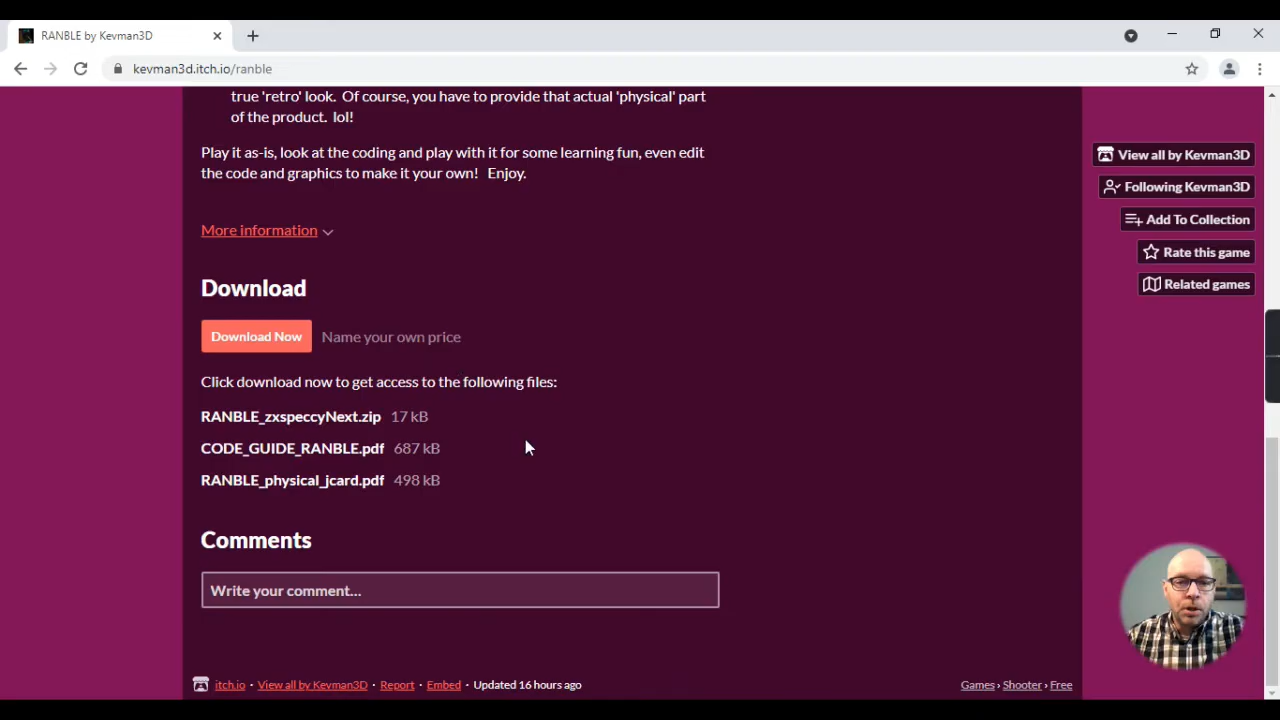 RANBLE by Kevman3D
kevman3d.itch.io/ranble
true 'retro' look. Of course, you have to provide that actual 'physical' part
of the product. lol!
Play it as-is, look at the coding and play with it for some learning fun, even edit
the code and graphics to make it your own! Enjoy.
More information
Download
Download Now Name your own price
Click download now to get access to the following files:
RANBLE_zxspeccyNext.zip 17 kB
CODE_GUIDE_RANBLE.pdf 687 kB
RANBLE_physical_jcard.pdf 498 kB
Comments
Write your comment...
itch.io · View all by Kevman3D · Report · Embed · Updated 16 hours ago
Games › Shooter › Free
View all by Kevman3D
Following Kevman3D
Add To Collection
Rate this game
Related games